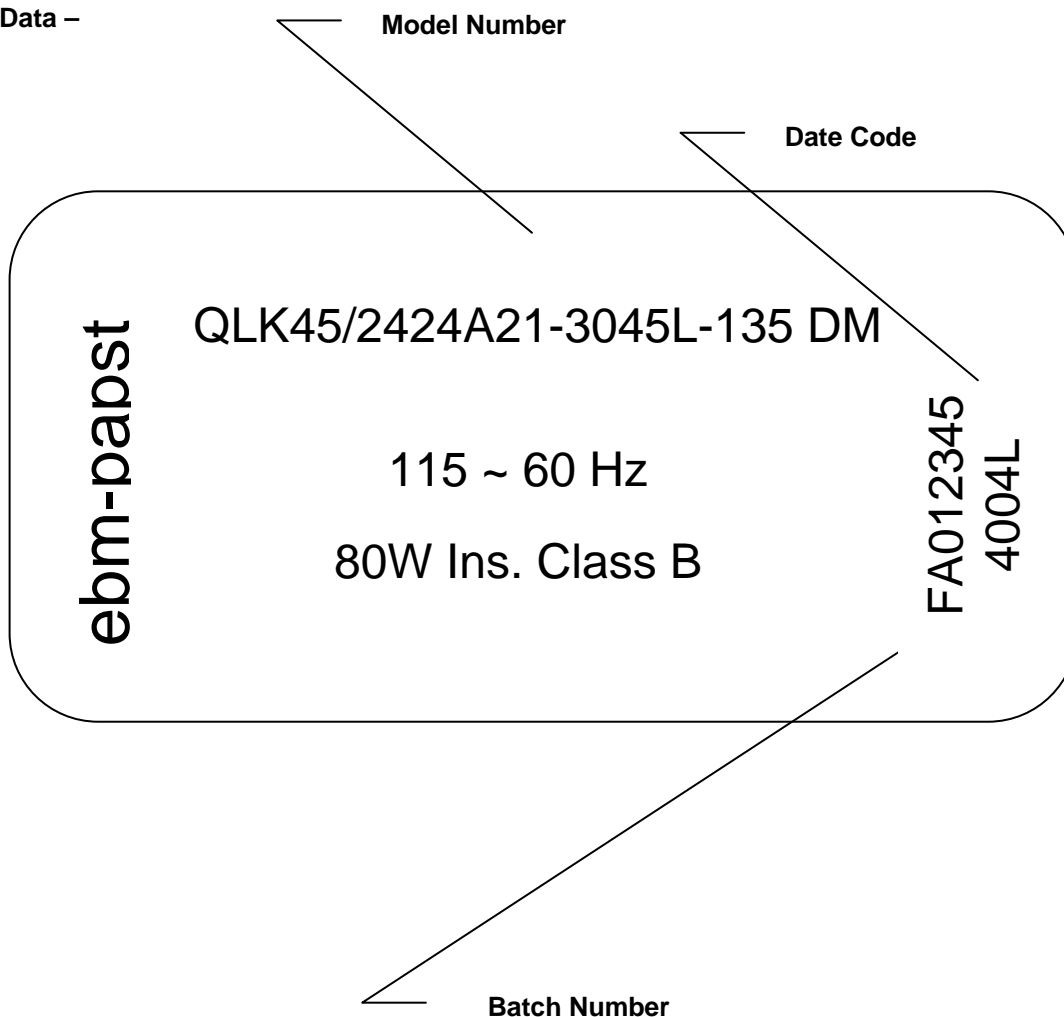 Data –
Model Number
Date Code
ebm-papst
QLK45/2424A21-3045L-135 DM
115 ~ 60 Hz
80W Ins. Class B
FA012345
4004L
Batch Number